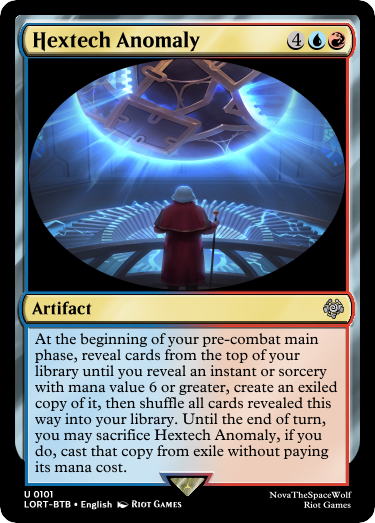 Hextech Anomaly 4
Artifact
At the beginning of your pre-combat main
phase, reveal cards from the top of your
library until you reveal an instant or sorcery
with mana value 6 or greater, create an exiled
copy of it, then shuffle all cards revealed this
way into your library. Until the end of turn,
you may sacrifice Hextech Anomaly, if you
do, cast that copy from exile without paying
its mana cost.
U 0101
LORT-BTB • English RIOT GAMES
NovaTheSpaceWolf
Riot Games